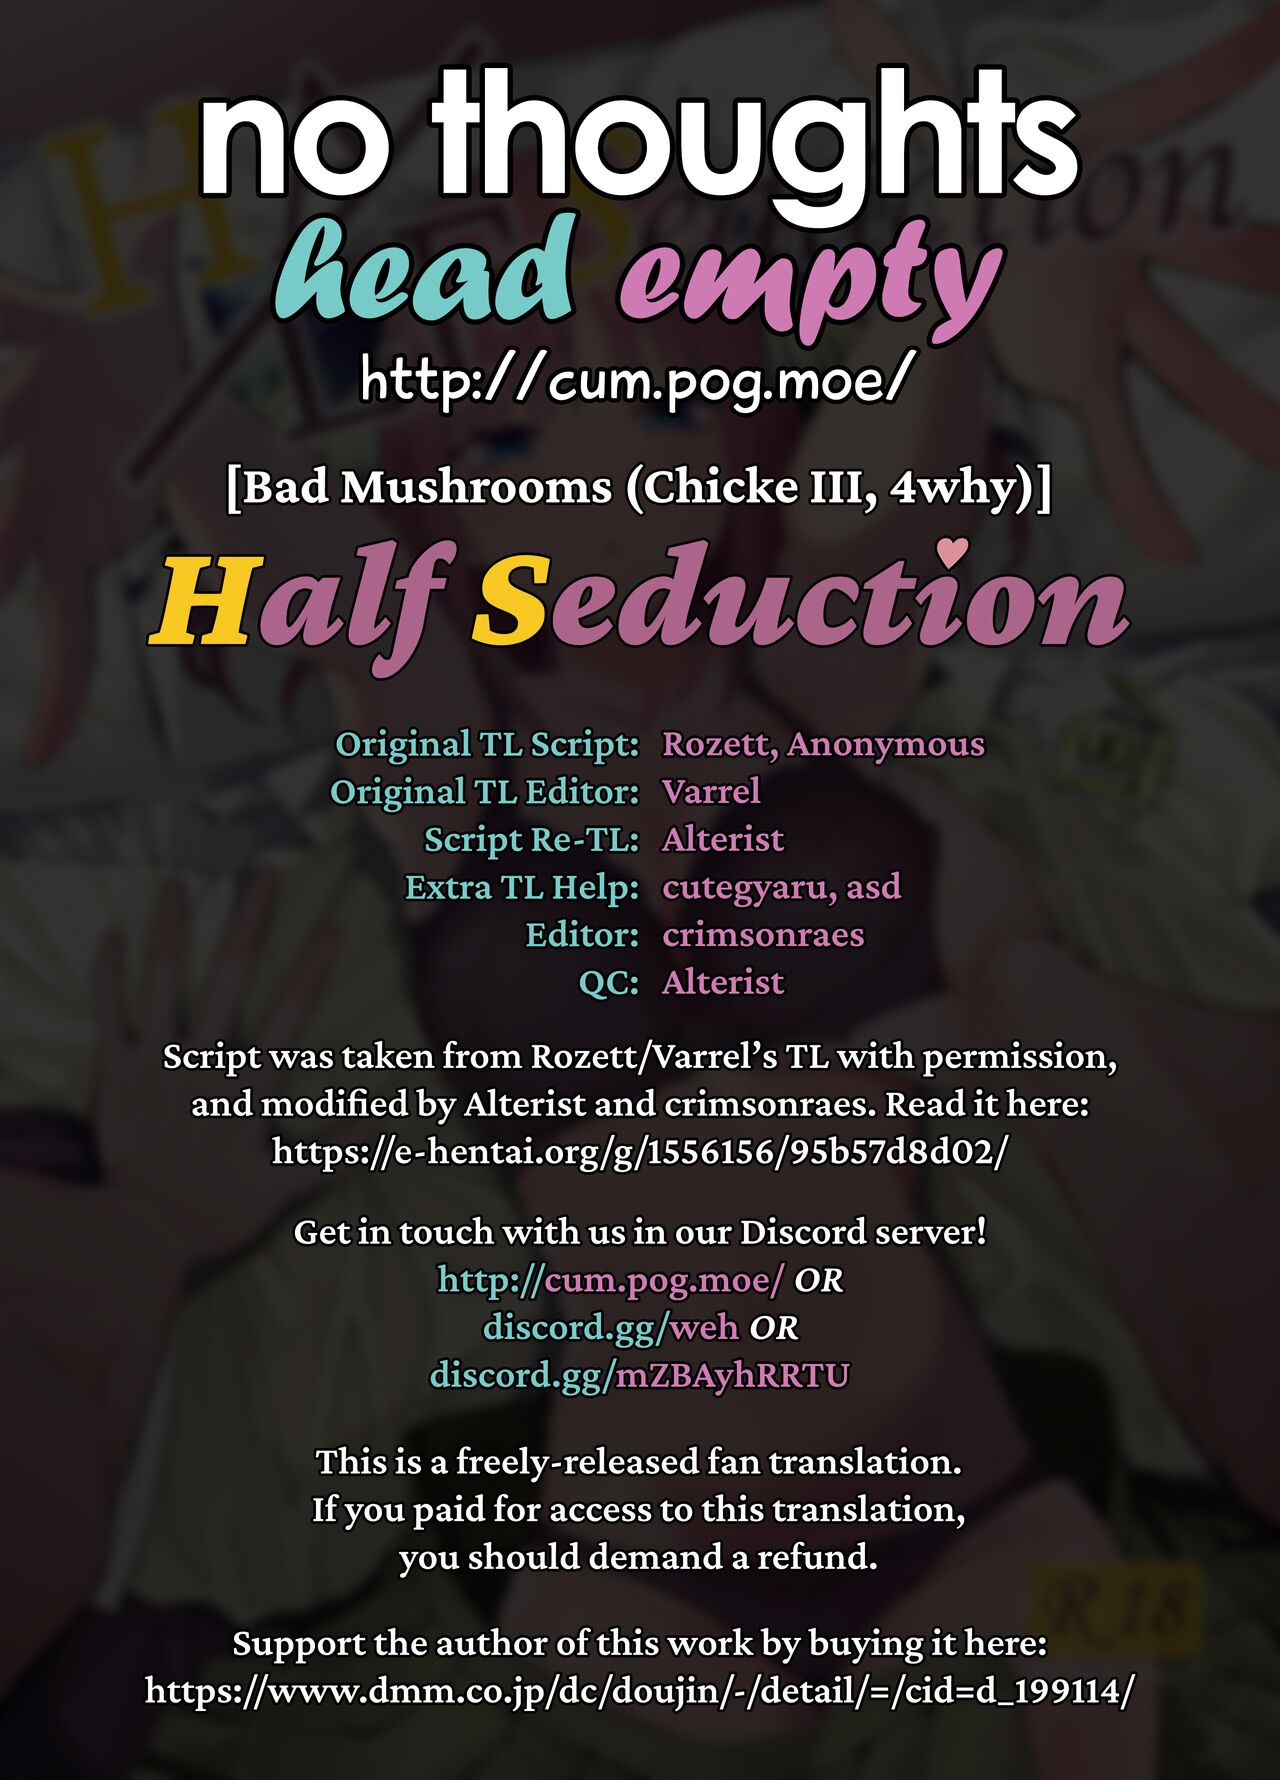 no thoughts
head empty
http://cum.pog.moe/
[Bad Mushrooms (Chicke III, 4why)]
Half Seduction
Original TL Script: Rozett, Anonymous
Original TL Editor: Varrel
Script Re-TL: Alterist
Extra TL Help: cutegyaru, asd
Editor: crimsonraes
QC: Alterist
Script was taken from Rozett/Varrel’s TL with permission,
and modified by Alterist and crimsonraes. Read it here:
https://e-hentai.org/g/1556156/95b57d8d02/
Get in touch with us in our Discord server!
http://cum.pog.moe/ OR
discord.gg/weh OR
discord.gg/mZBAyhRRTU
This is a freely-released fan translation.
If you paid for access to this translation,
you should demand a refund.
R18
Support the author of this work by buying it here:
https://www.dmm.co.jp/dc/doujin/-/detail/=/cid=d_199114/